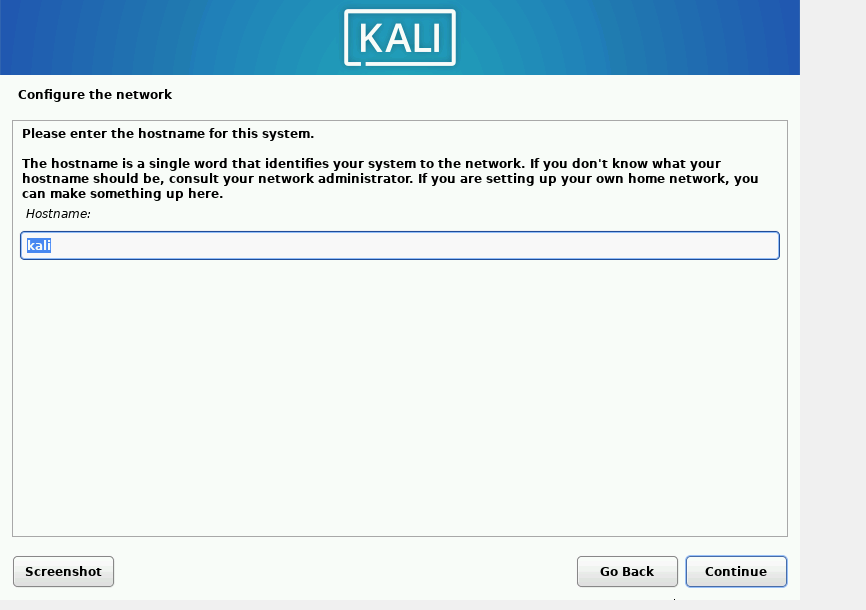 KALI
Configure the network
Please enter the hostname for this system.
The hostname is a single word that identifies your system to the network. If you don't know what your
hostname should be, consult your network administrator. If you are setting up your own home network, you
can make something up here.
Hostname:
kali
Screenshot
Go Back
Continue